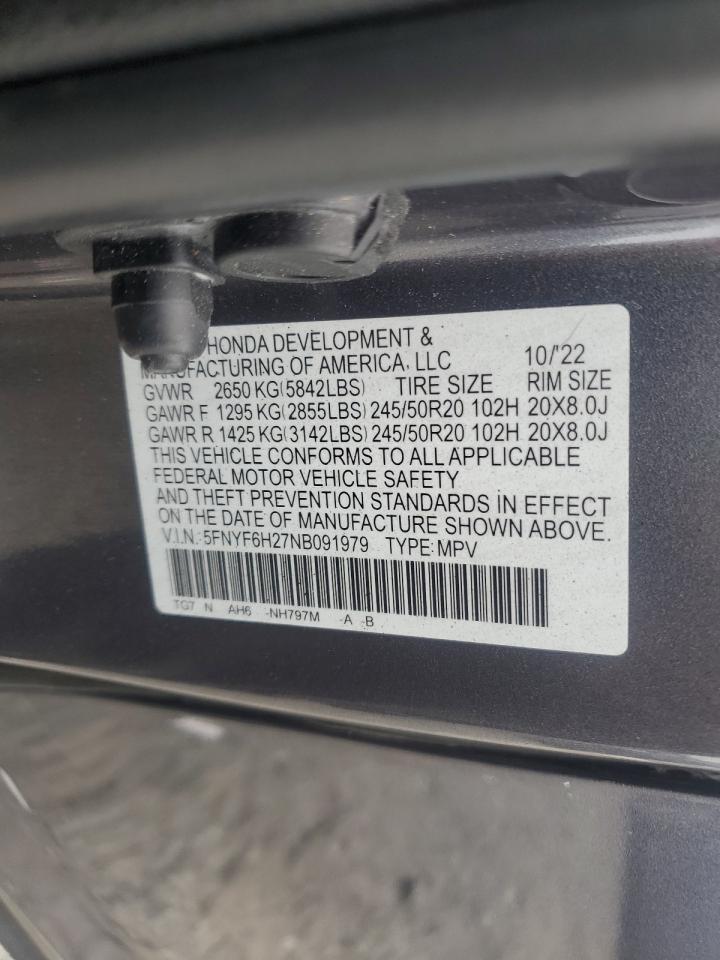 HONDA DEVELOPMENT &
MANUFACTURING OF AMERICA, LLC 10/'22
GVWR 2650 KG(5842LBS) TIRE SIZE RIM SIZE
GAWR F 1295 KG(2855LBS) 245/50R20 102H 20X8.0J
GAWR R 1425 KG(3142LBS) 245/50R20 102H 20X8.0J
THIS VEHICLE CONFORMS TO ALL APPLICABLE
FEDERAL MOTOR VEHICLE SAFETY
AND THEFT PREVENTION STANDARDS IN EFFECT
ON THE DATE OF MANUFACTURE SHOWN ABOVE.
V.I.N.: 5FNYF6H27NB091979 TYPE: MPV
TG7 N AH6 -NH797M -A -B